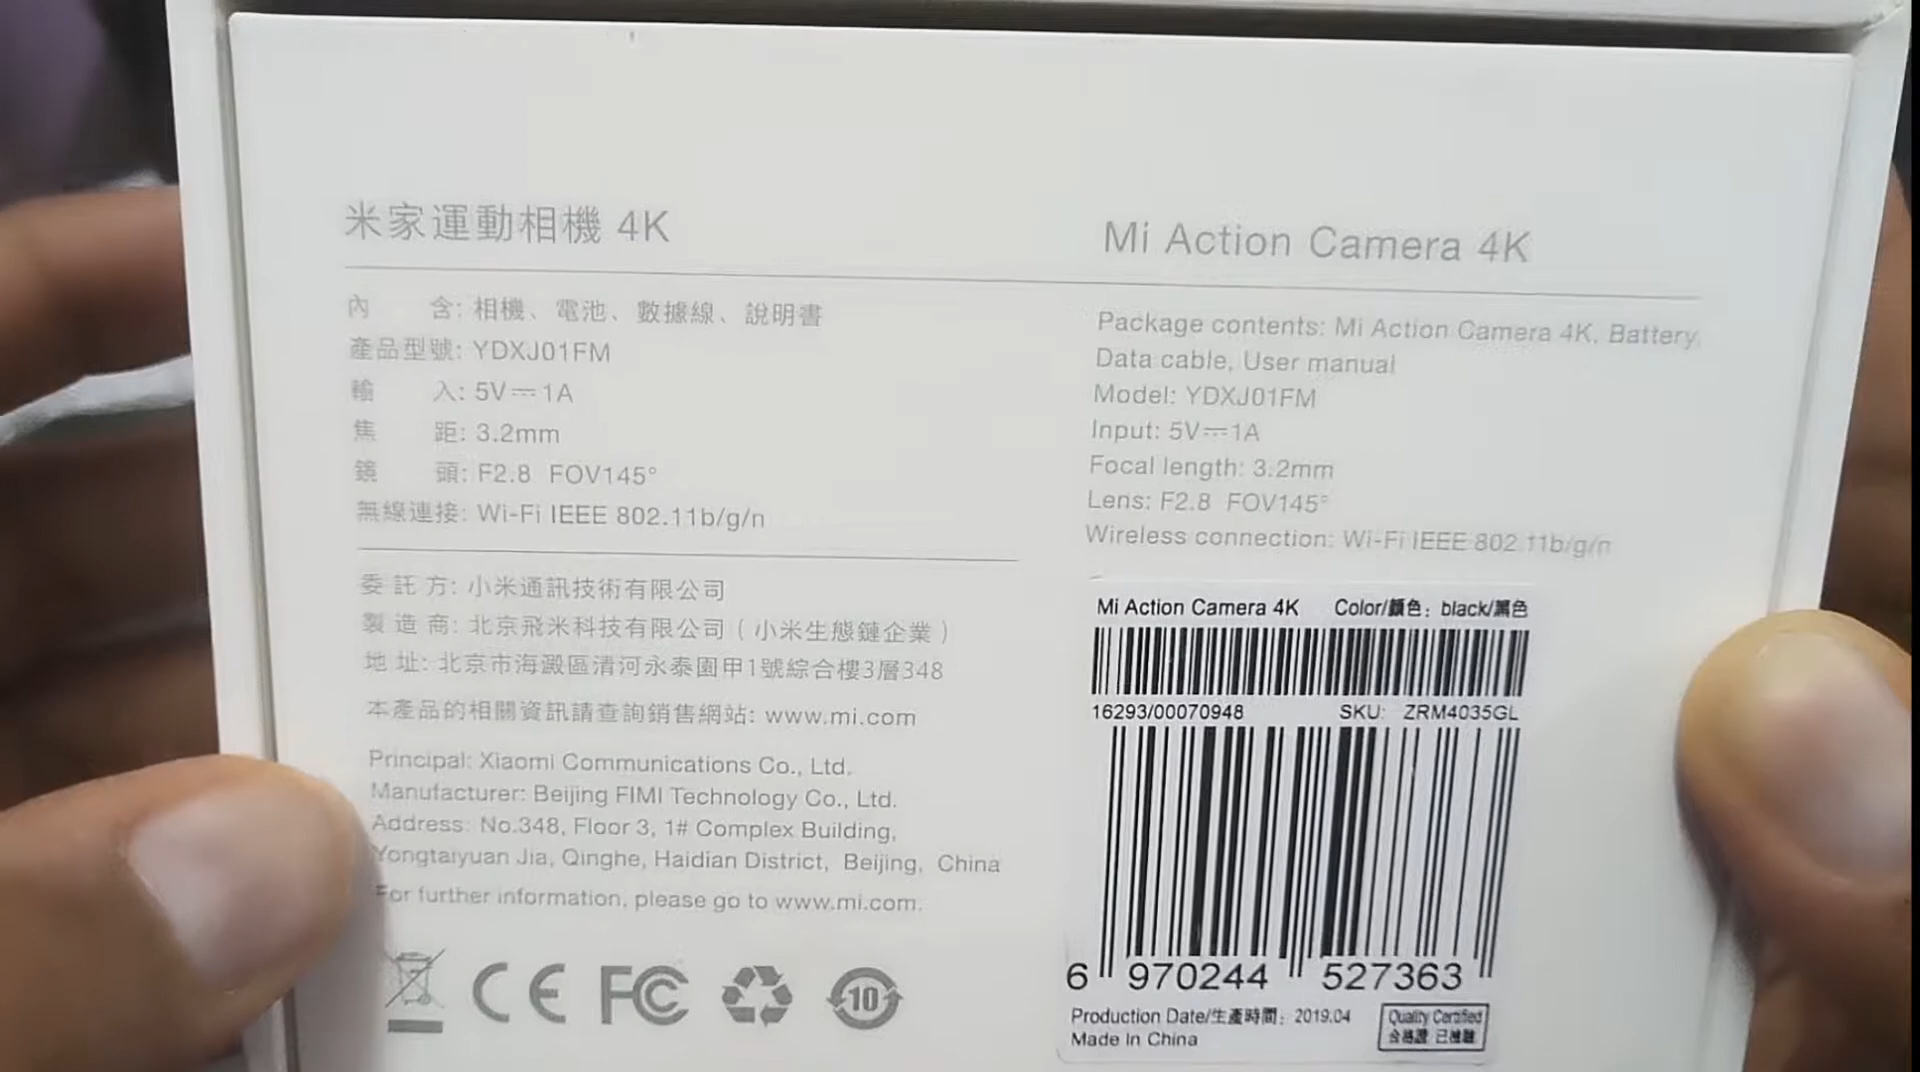 米家運動相機 4K
內 含: 相機、電池、數據線、說明書
產品型號: YDXJ01FM
輸 入: 5V⎓1A
焦 距: 3.2mm
鏡 頭: F2.8 FOV145°
無線連接: Wi-Fi IEEE 802.11b/g/n
委 託 方: 小米通訊技術有限公司
製 造 商: 北京飛米科技有限公司（小米生態鏈企業）
地 址: 北京市海澱區清河永泰園甲1號綜合樓3層348
本產品的相關資訊請查詢銷售網站: www.mi.com
Principal: Xiaomi Communications Co., Ltd.
Manufacturer: Beijing FIMI Technology Co., Ltd.
Address: No.348, Floor 3, 1# Complex Building,
Yongtaiyuan Jia, Qinghe, Haidian District, Beijing, China
For further information, please go to www.mi.com.
CE FC 10
Mi Action Camera 4K
Package contents: Mi Action Camera 4K, Battery,
Data cable, User manual
Model: YDXJ01FM
Input: 5V⎓1A
Focal length: 3.2mm
Lens: F2.8 FOV145°
Wireless connection: Wi-Fi IEEE 802.11b/g/n
Mi Action Camera 4K Color/顏色: black/黑色
16293/00070948 SKU: ZRM4035GL
6 970244 527363
Production Date/生產時間: 2019.04
Made In China
Quality Certified
合格證 已檢驗